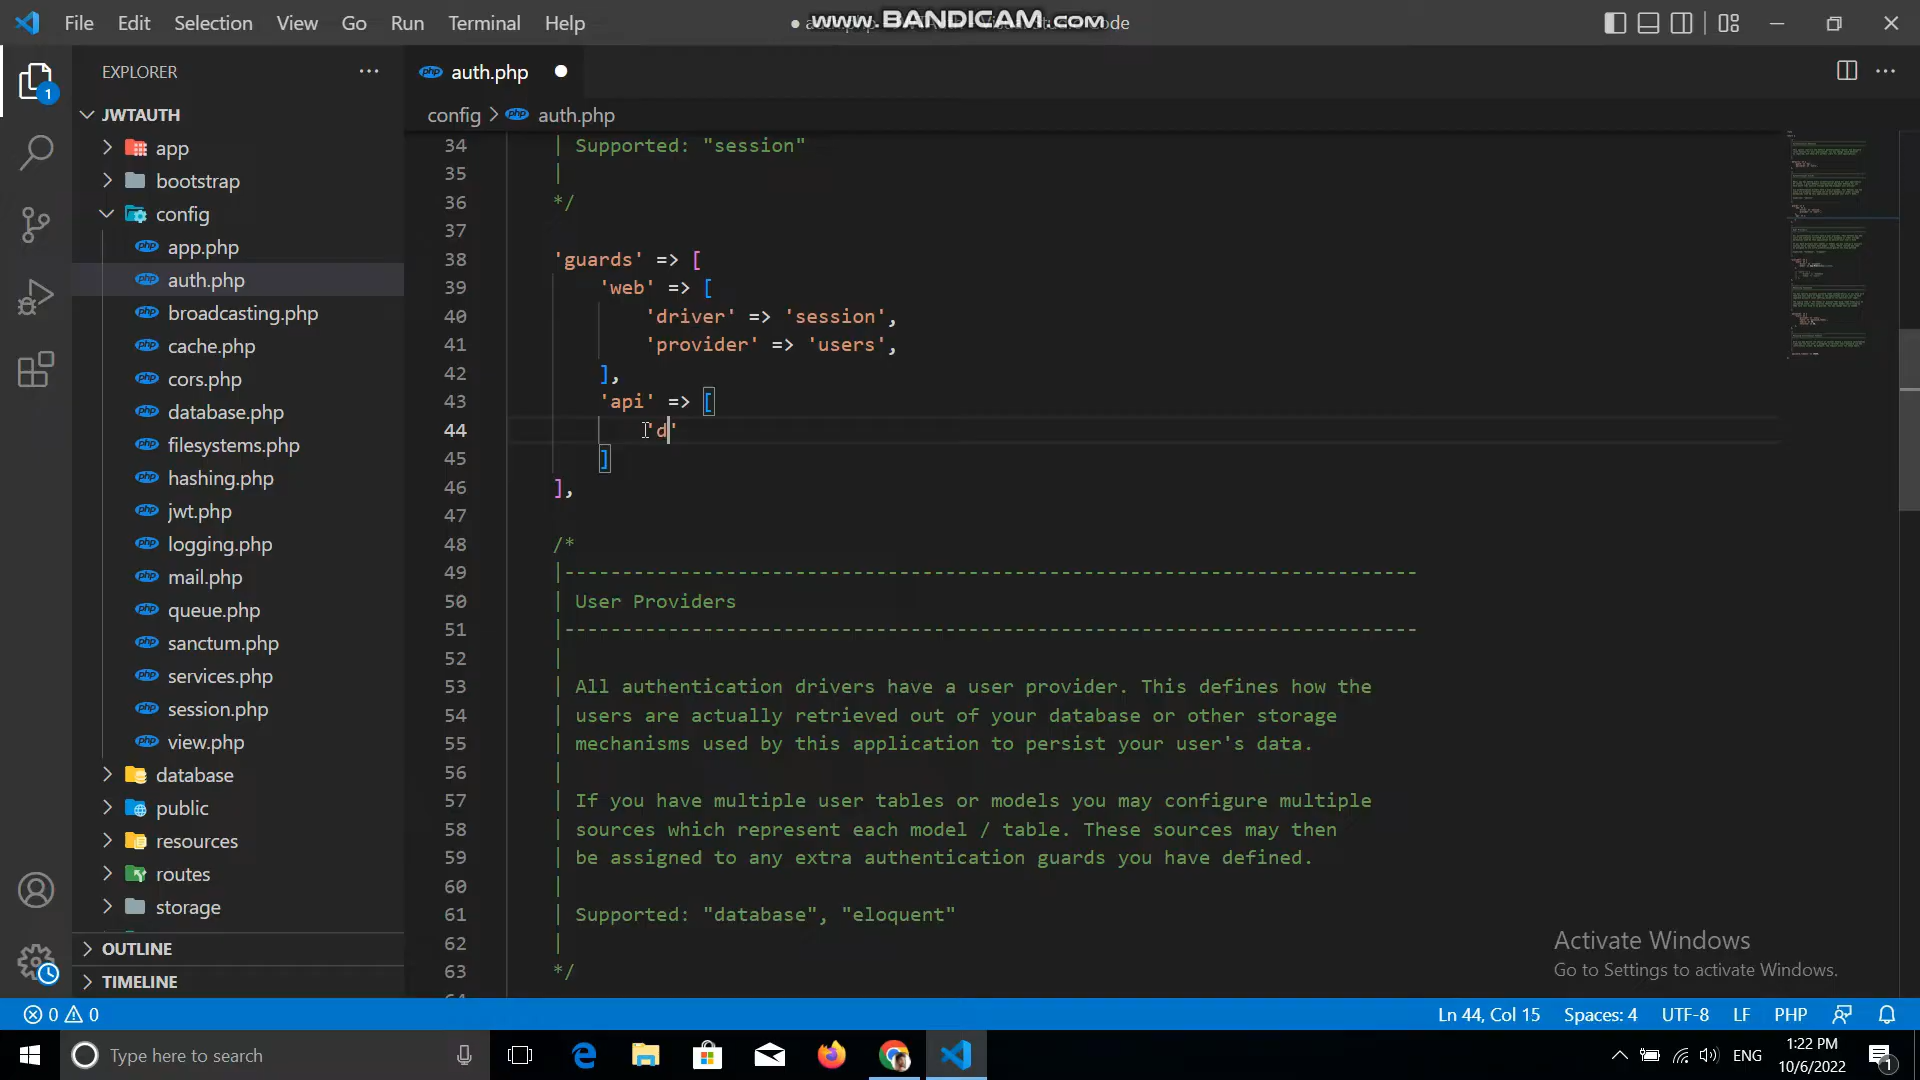 File Edit Selection View Go Run Terminal Help
www.BANDICAM.com
EXPLORER
auth.php
JWTAUTH
config > auth.php
app
bootstrap
config
app.php
auth.php
broadcasting.php
cache.php
cors.php
database.php
filesystems.php
hashing.php
jwt.php
logging.php
mail.php
queue.php
sanctum.php
services.php
session.php
view.php
database
public
resources
routes
storage
OUTLINE
TIMELINE
34 | Supported: "session"
35 |
36 */
37
38 'guards' => [
39 'web' => [
40 'driver' => 'session',
41 'provider' => 'users',
42 ],
43 'api' => [
44 'd'
45 ]
46 ],
47
48 /*
49 |--------------------------------------------------------------------------
50 | User Providers
51 |--------------------------------------------------------------------------
52 |
53 | All authentication drivers have a user provider. This defines how the
54 | users are actually retrieved out of your database or other storage
55 | mechanisms used by this application to persist your user's data.
56 |
57 | If you have multiple user tables or models you may configure multiple
58 | sources which represent each model / table. These sources may then
59 | be assigned to any extra authentication guards you have defined.
60 |
61 | Supported: "database", "eloquent"
62 |
63 */
Activate Windows
Go to Settings to activate Windows.
0 0 Ln 44, Col 15 Spaces: 4 UTF-8 LF PHP
Type here to search
ENG
1:22 PM
10/6/2022
1